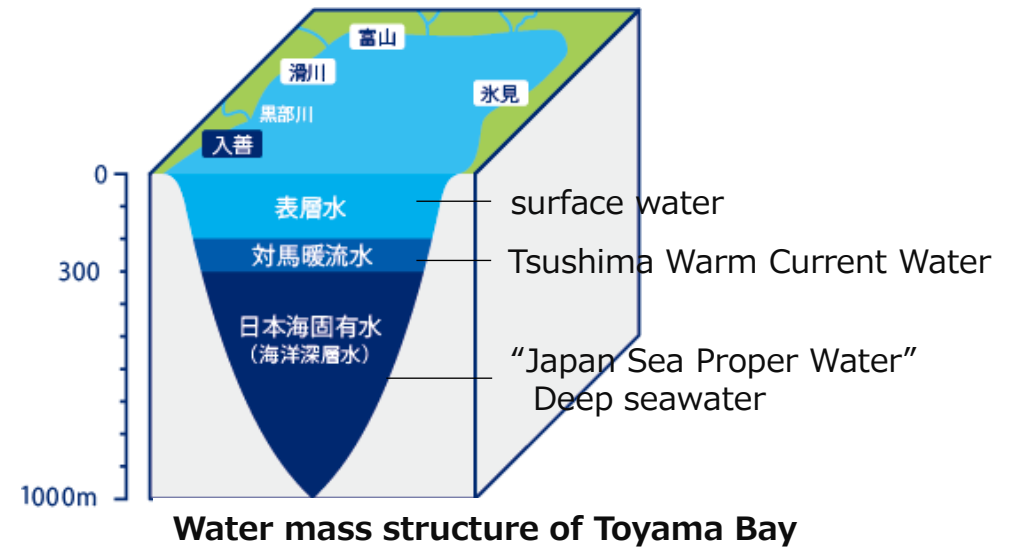 富山
滑川
氷見
黒部川
入善
0
表層水
surface water
対馬暖流水
Tsushima Warm Current Water
300
日本海固有水
（海洋深層水）
“Japan Sea Proper Water”
Deep seawater
1000m
Water mass structure of Toyama Bay